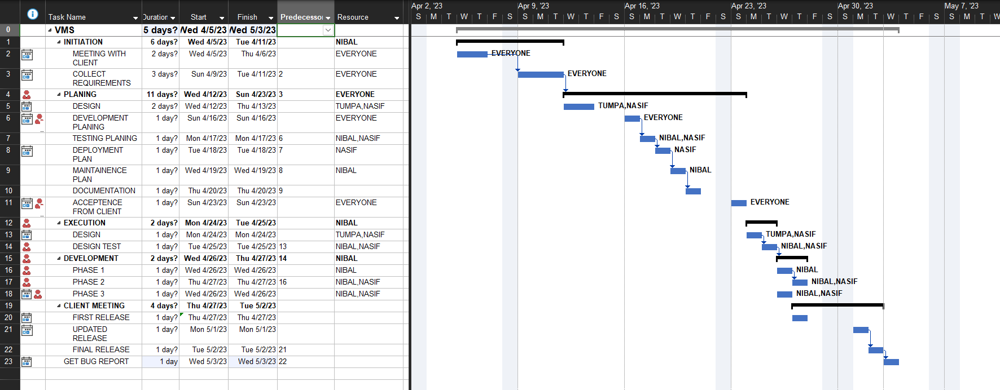 Apr 2, '23 Apr 9, '23 Apr 16, '23 Apr 23, '23 Apr 30, '23 May 7, '23
Task Name Duration Start Finish Predecessor Resource S M T W T F S S M T W T F S S M T W T F S S M T W T F S S M T W T F S S M T W
0 VMS 5 days? Wed 4/5/23 Wed 5/3/23
1 INITIATION 6 days? Wed 4/5/23 Tue 4/11/23 NIBAL
2 MEETING WITH 2 days? Wed 4/5/23 Thu 4/6/23 EVERYONE EVERYONE
CLIENT
3 COLLECT 3 days? Sun 4/9/23 Tue 4/11/23 2 EVERYONE EVERYONE
REQUIREMENTS
4 PLANING 11 days? Wed 4/12/23 Sun 4/23/23 3 EVERYONE
5 DESIGN 2 days? Wed 4/12/23 Thu 4/13/23 TUMPA,NASIF TUMPA,NASIF
6 DEVELOPMENT 1 day? Sun 4/16/23 Sun 4/16/23 EVERYONE EVERYONE
... PLANING
7 TESTING PLANING 1 day? Mon 4/17/23 Mon 4/17/23 6 NIBAL,NASIF NIBAL,NASIF
8 DEPLOYMENT 1 day? Tue 4/18/23 Tue 4/18/23 7 NASIF NASIF
PLAN
9 MAINTAINENCE 1 day? Wed 4/19/23 Wed 4/19/23 8 NIBAL NIBAL
PLAN
10 DOCUMENTATION 1 day? Thu 4/20/23 Thu 4/20/23 9
11 ACCEPTENCE 1 day? Sun 4/23/23 Sun 4/23/23 EVERYONE EVERYONE
... FROM CLIENT
12 EXECUTION 2 days? Mon 4/24/23 Tue 4/25/23 NIBAL
13 DESIGN 1 day? Mon 4/24/23 Mon 4/24/23 TUMPA,NASIF TUMPA,NASIF
14 DESIGN TEST 1 day? Tue 4/25/23 Tue 4/25/23 13 NIBAL,NASIF NIBAL,NASIF
15 DEVELOPMENT 2 days? Wed 4/26/23 Thu 4/27/23 14 NIBAL
16 PHASE 1 1 day? Wed 4/26/23 Wed 4/26/23 NIBAL NIBAL
17 PHASE 2 1 day? Thu 4/27/23 Thu 4/27/23 16 NIBAL,NASIF NIBAL,NASIF
18 PHASE 3 1 day? Wed 4/26/23 Wed 4/26/23 NIBAL,NASIF NIBAL,NASIF
19 CLIENT MEETING 4 days? Thu 4/27/23 Tue 5/2/23
20 FIRST RELEASE 1 day? Thu 4/27/23 Thu 4/27/23
21 UPDATED 1 day? Mon 5/1/23 Mon 5/1/23
RELEASE
22 FINAL RELEASE 1 day? Tue 5/2/23 Tue 5/2/23 21
23 GET BUG REPORT 1 day Wed 5/3/23 Wed 5/3/23 22